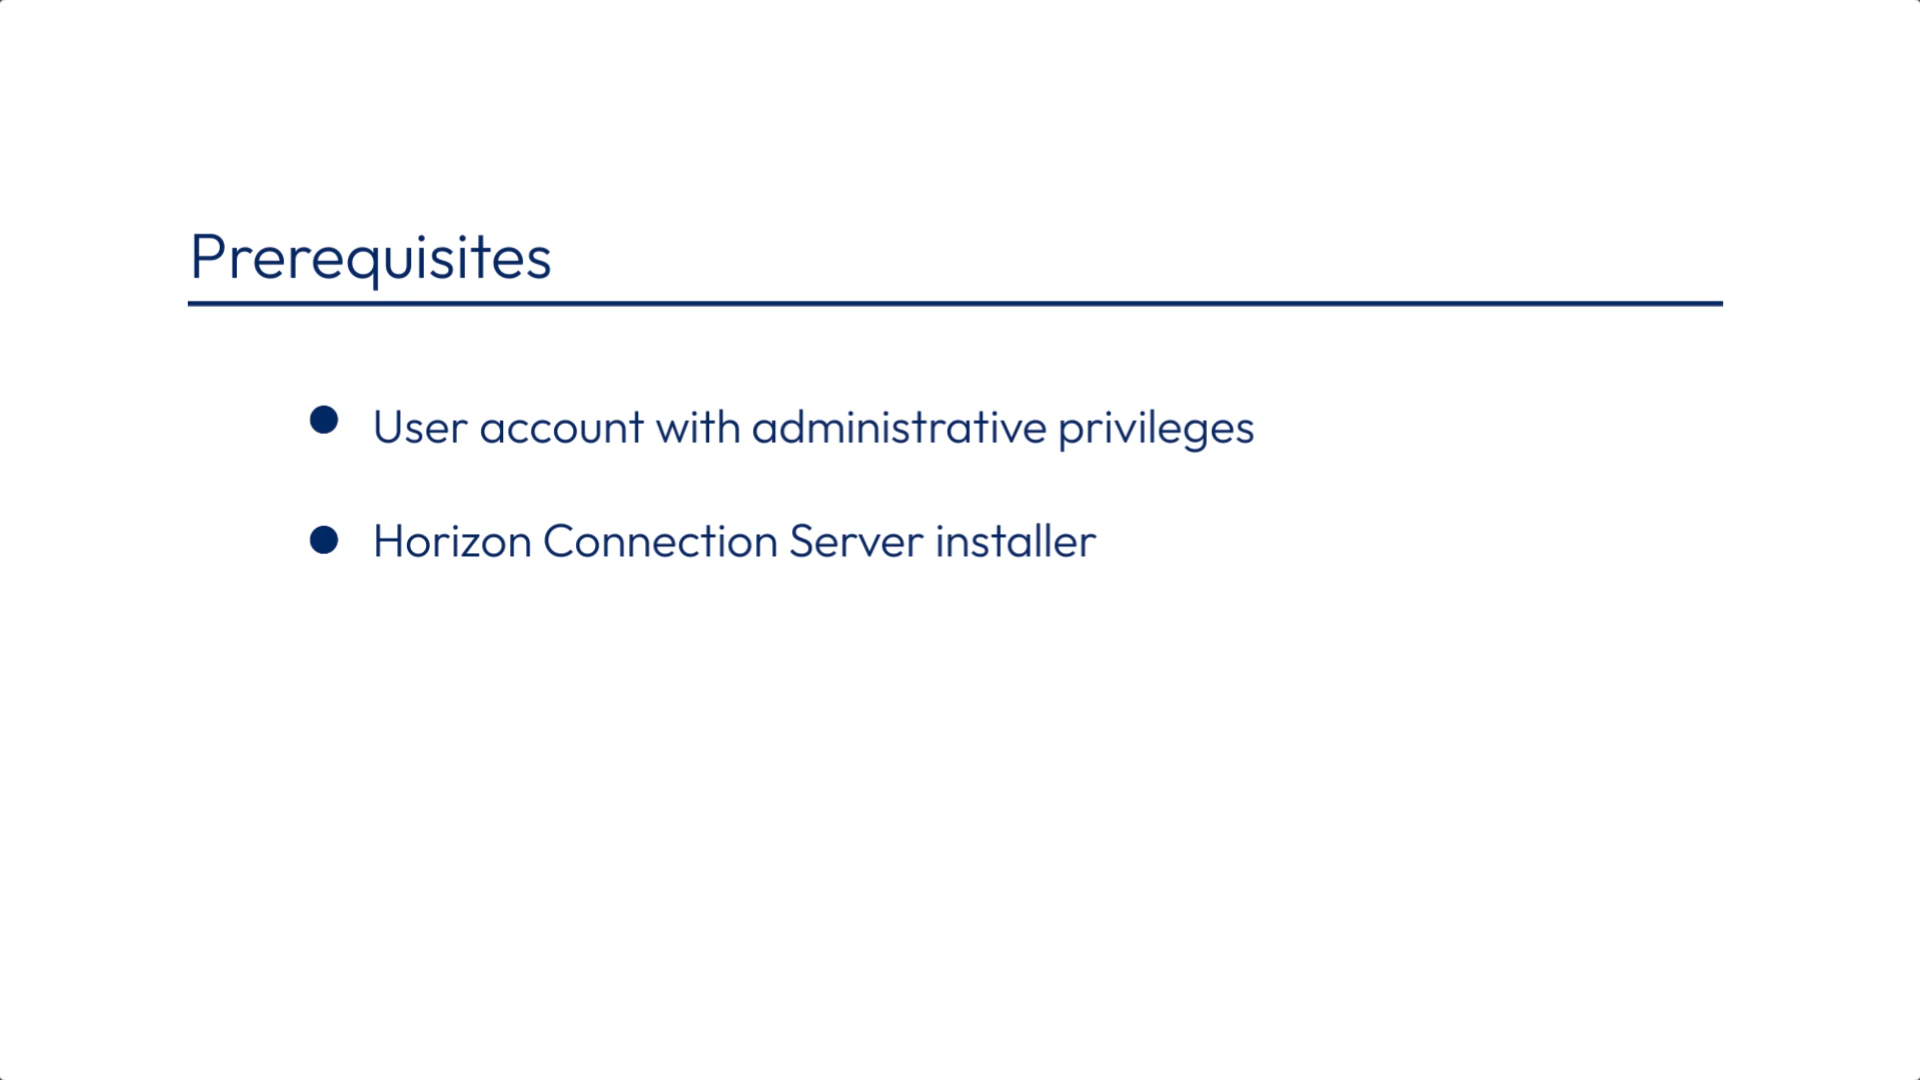 Prerequisites
User account with administrative privileges
Horizon Connection Server installer